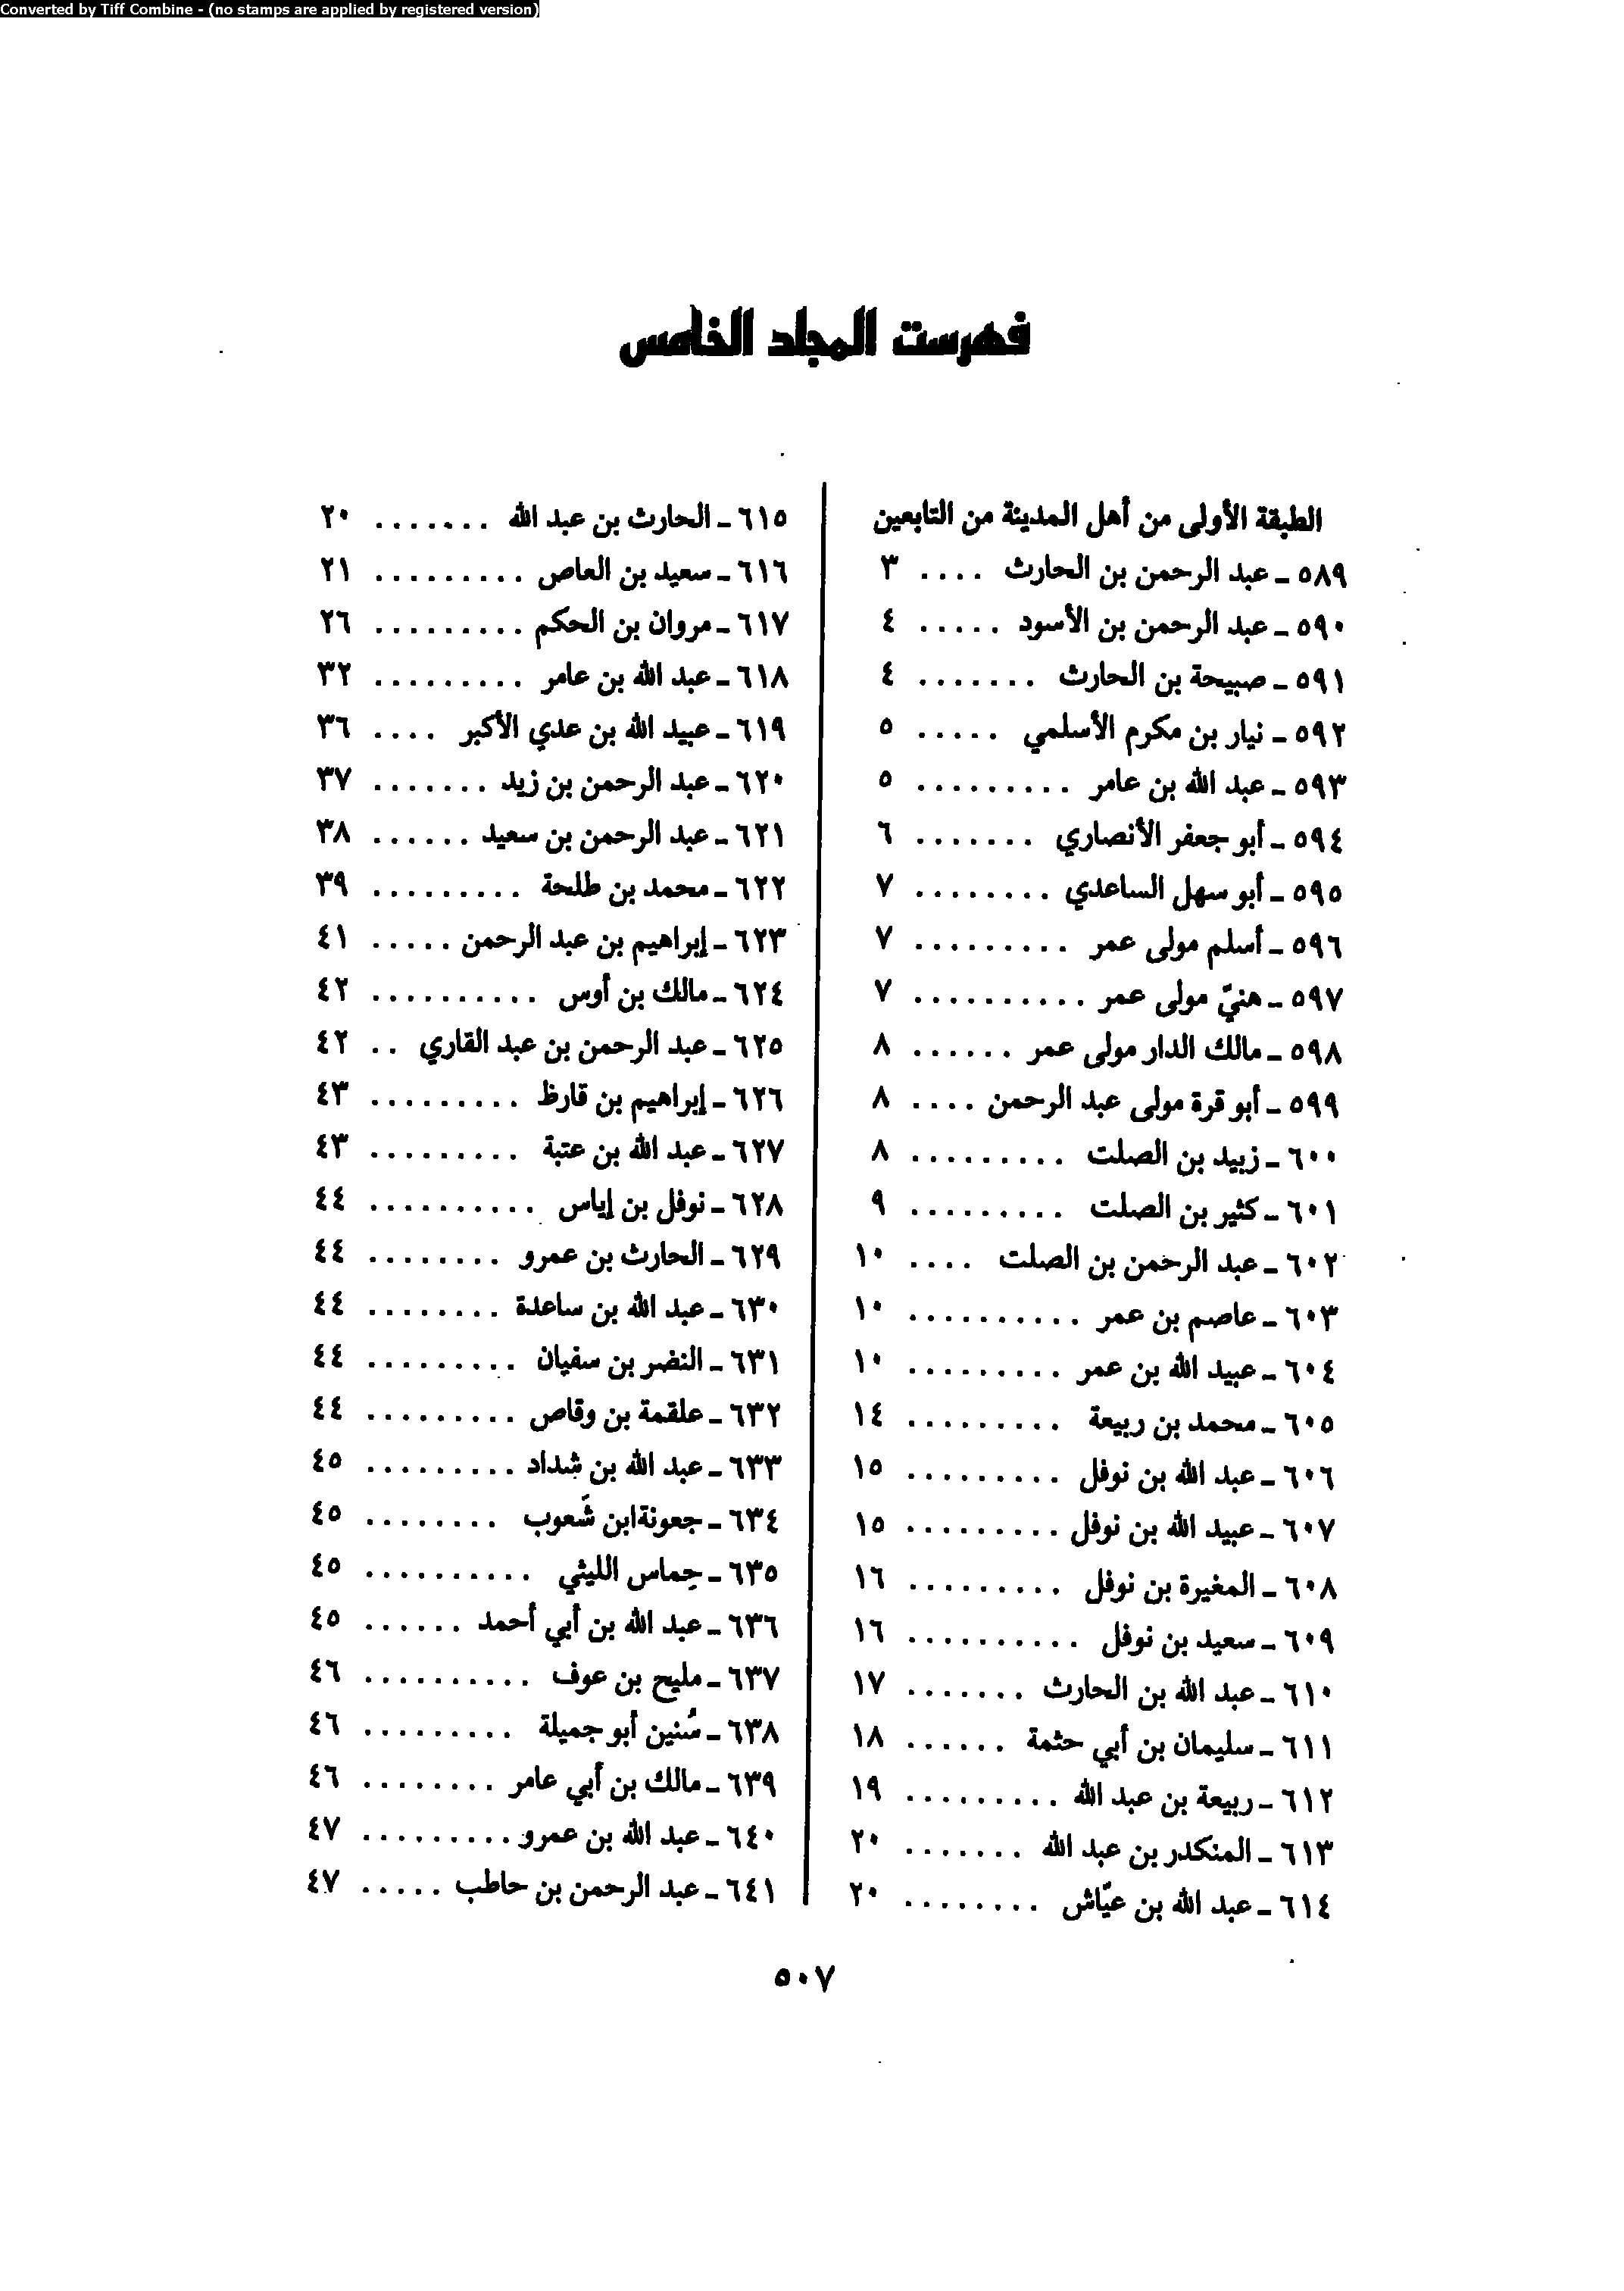 Converted by Tiff Combine - (no stamps are applied by registered version)
فهرست المجلد الخامس
الطبقة الأولى من أهل المدينة من التابعين
٥٨٩ - عبد الرحمن بن الحارث .... ٣
٥٩٠ - عبد الرحمن بن الأسود ..... ٤
٥٩١ - صبيحة بن الحارث ....... ٤
٥٩٢ - نيار بن مكرم الأسلمي ..... ٥
٥٩٣ - عبد الله بن عامر ......... ٥
٥٩٤ - أبو جعفر الأنصاري ....... ٦
٥٩٥ - أبو سهل الساعدي ........ ٧
٥٩٦ - أسلم مولى عمر ......... ٧
٥٩٧ - هنيّ مولى عمر .......... ٧
٥٩٨ - مالك الدار مولى عمر ...... ٨
٥٩٩ - أبو قرة مولى عبد الرحمن .... ٨
٦٠٠ - زبيد بن الصلت ......... ٨
٦٠١ - كثير بن الصلت ......... ٩
٦٠٢ - عبد الرحمن بن الصلت .... ١٠
٦٠٣ - عاصم بن عمر .......... ١٠
٦٠٤ - عبيد الله بن عمر ......... ١٠
٦٠٥ - محمد بن ربيعة ......... ١٤
٦٠٦ - عبد الله بن نوفل ......... ١٥
٦٠٧ - عبيد الله بن نوفل ......... ١٥
٦٠٨ - المغيرة بن نوفل ......... ١٦
٦٠٩ - سعيد بن نوفل .......... ١٦
٦١٠ - عبد الله بن الحارث ....... ١٧
٦١١ - سليمان بن أبي حثمة ...... ١٨
٦١٢ - ربيعة بن عبد الله ......... ١٩
٦١٣ - المنكدر بن عبد الله ....... ٢٠
٦١٤ - عبد الله بن عيّاش ........ ٢٠
٦١٥ - الحارث بن عبد الله ....... ٢٠
٦١٦ - سعيد بن العاص ......... ٢١
٦١٧ - مروان بن الحكم ......... ٢٦
٦١٨ - عبد الله بن عامر ......... ٣٢
٦١٩ - عبيد الله بن عدي الأكبر .... ٣٦
٦٢٠ - عبد الرحمن بن زيد ....... ٣٧
٦٢١ - عبد الرحمن بن سعيد ...... ٣٨
٦٢٢ - محمد بن طلحة ......... ٣٩
٦٢٣ - إبراهيم بن عبد الرحمن ..... ٤١
٦٢٤ - مالك بن أوس .......... ٤٢
٦٢٥ - عبد الرحمن بن عبد القاري .. ٤٢
٦٢٦ - إبراهيم بن قارظ ......... ٤٣
٦٢٧ - عبد الله بن عتبة ......... ٤٣
٦٢٨ - نوفل بن إياس .......... ٤٤
٦٢٩ - الحارث بن عمرو ........ ٤٤
٦٣٠ - عبد الله بن ساعدة ........ ٤٤
٦٣١ - النضر بن سفيان ......... ٤٤
٦٣٢ - علقمة بن وقاص ......... ٤٤
٦٣٣ - عبد الله بن شداد ......... ٤٥
٦٣٤ - جعونةابن شَعوب ........ ٤٥
٦٣٥ - حِماس الليثي .......... ٤٥
٦٣٦ - عبد الله بن أبي أحمد ...... ٤٥
٦٣٧ - مليح بن عوف .......... ٤٦
٦٣٨ - سُنين أبو جميلة ......... ٤٦
٦٣٩ - مالك بن أبي عامر ........ ٤٦
٦٤٠ - عبد الله بن عمرو ......... ٤٧
٦٤١ - عبد الرحمن بن حاطب ..... ٤٧
٥٠٧